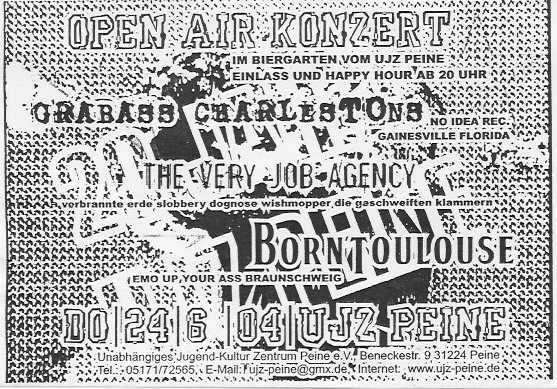 OPEN AIR KONZERT
IM BIERGARTEN VOM UJZ PEINE
EINLASS UND HAPPY HOUR AB 20 UHR
GRABASS CHARLESTONS
NO IDEA REC.
GAINESVILLE FLORIDA
THE VERY JOB AGENCY
verbrannte erde slobbery dognose wishmopper die geschweiften klammern
BORNTOULOUSE
EMO UP YOUR ASS BRAUNSCHWEIG
DO|24|6|04|UJZ PEINE
Unabhängiges Jugend-Kultur Zentrum Peine e.V., Beneckestr. 9 31224 Peine
Tel.: 05171/72565, E-Mail: ujz-peine@gmx.de, Internet: www.ujz-peine.de